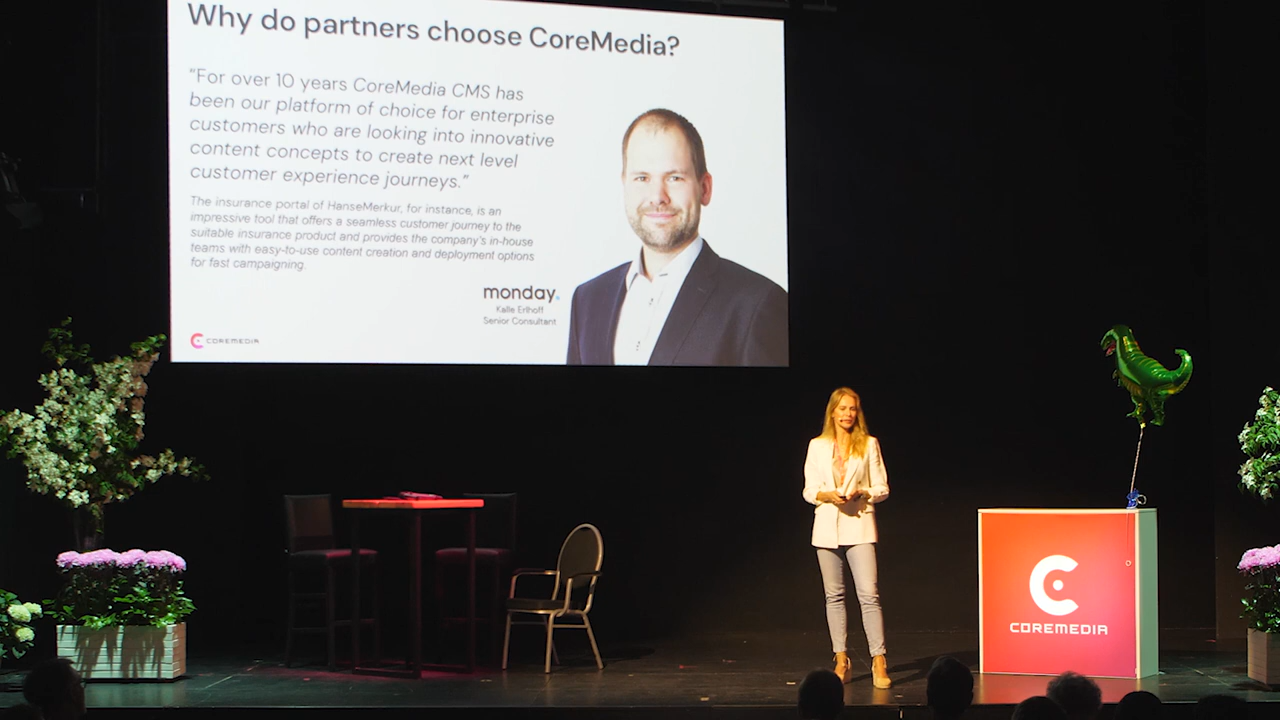 Why do partners choose CoreMedia?
“For over 10 years CoreMedia CMS has
been our platform of choice for enterprise
customers who are looking into innovative
content concepts to create next level
customer experience journeys.”
The insurance portal of HanseMerkur, for instance, is an
impressive tool that offers a seamless customer journey to the
suitable insurance product and provides the company's in-house
teams with easy-to-use content creation and deployment options
for fast campaigning.
monday.
Kalle Erlhoff
Senior Consultant
COREMEDIA
COREMEDIA